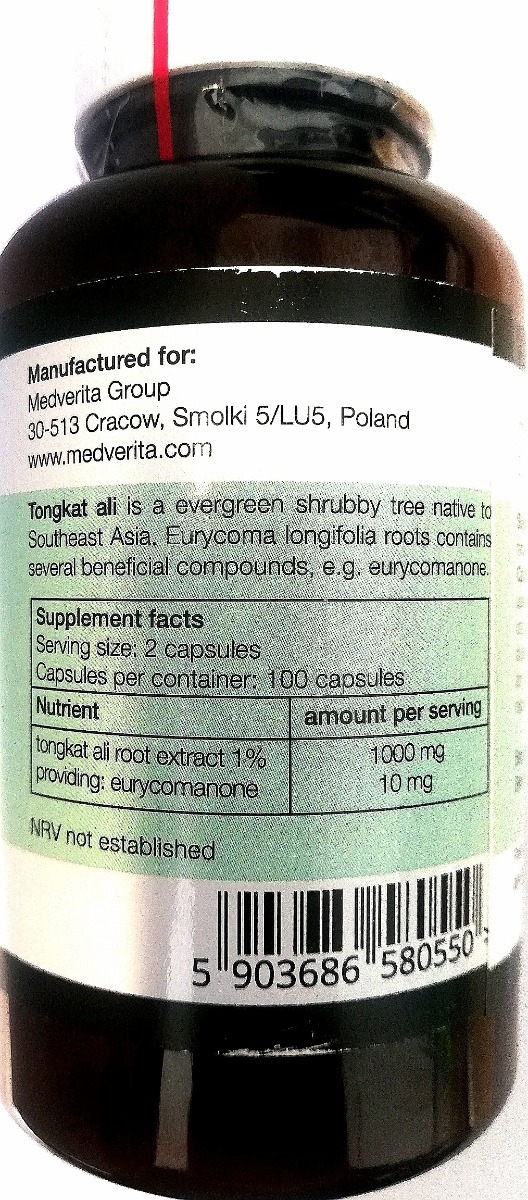 Manufactured for:
Medverita Group
30-513 Cracow, Smolki 5/LU5, Poland
www.medverita.com
Tongkat ali is a evergreen shrubby tree native to
Southeast Asia. Eurycoma longifolia roots contains
several beneficial compounds, e.g. eurycomanone.
Supplement facts
Serving size: 2 capsules
Capsules per container: 100 capsules
Nutrient amount per serving
tongkat ali root extract 1% 1000 mg
providing: eurycomanone 10 mg
NRV not established
5 903686 580550 >